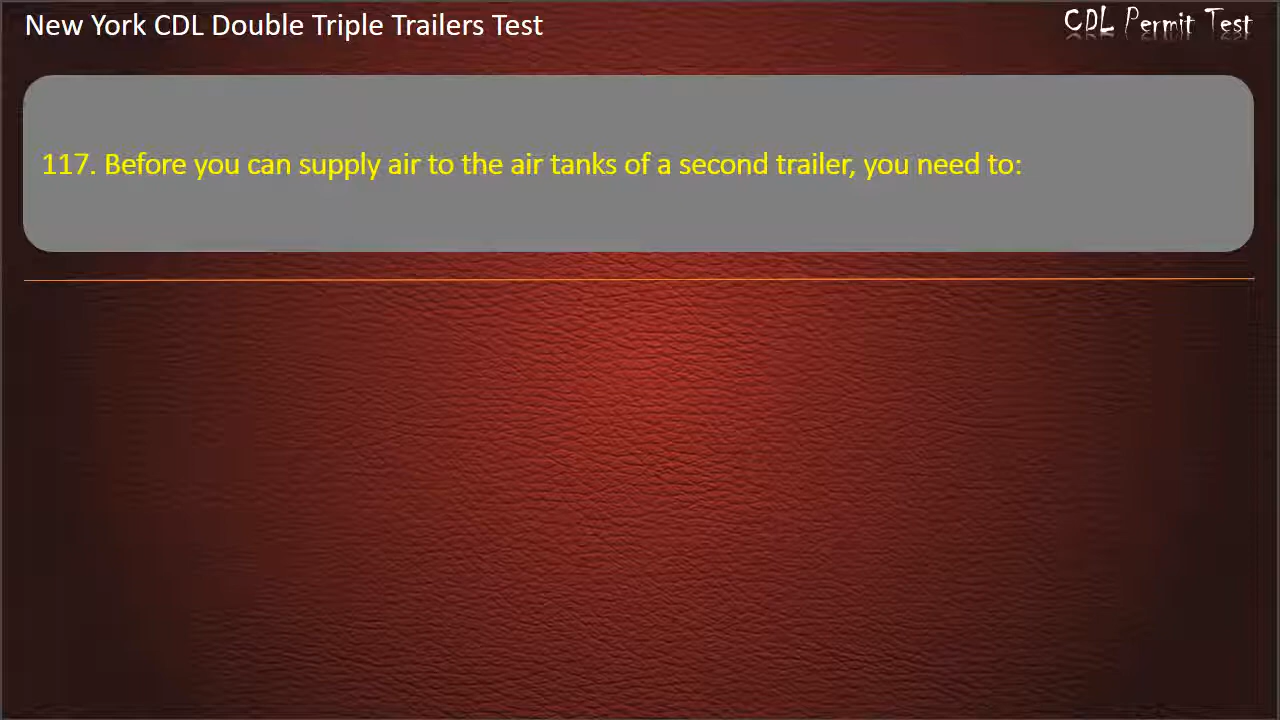 New York CDL Double Triple Trailers Test
CDL Permit Test
117. Before you can supply air to the air tanks of a second trailer, you need to: